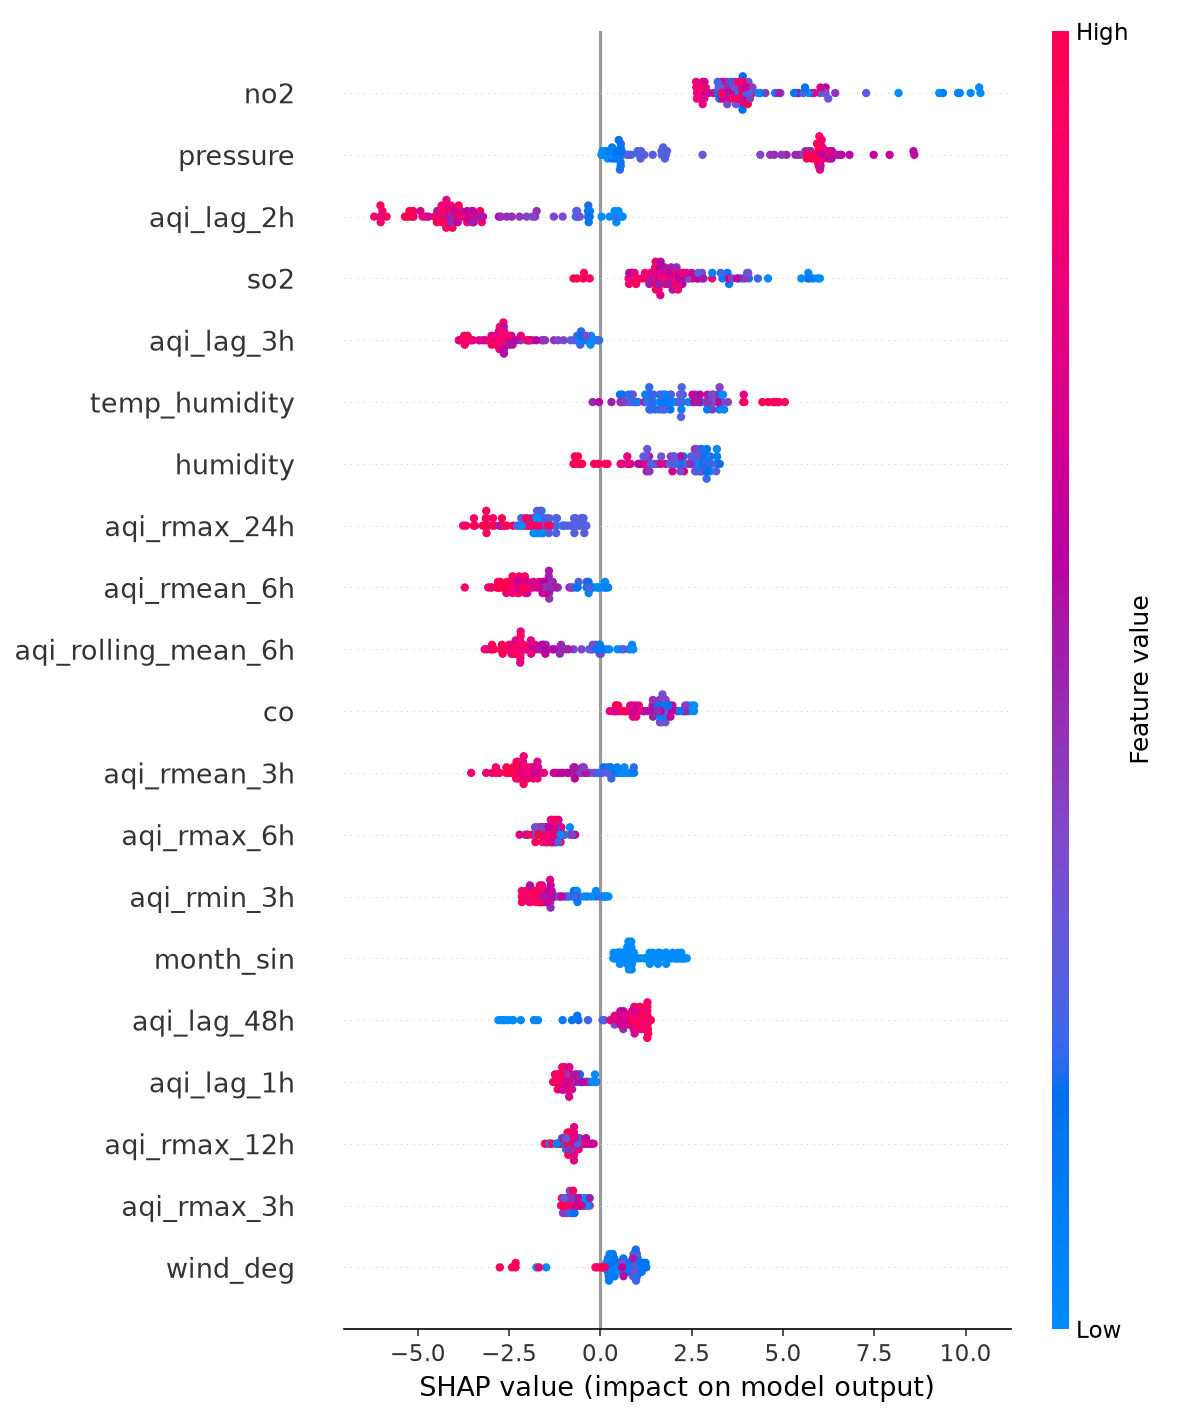 High
no2
pressure
aqi_lag_2h
so2
aqi_lag_3h
temp_humidity
humidity
aqi_rmax_24h
aqi_rmean_6h
aqi_rolling_mean_6h
co
aqi_rmean_3h
aqi_rmax_6h
aqi_rmin_3h
month_sin
aqi_lag_48h
aqi_lag_1h
aqi_rmax_12h
aqi_rmax_3h
wind_deg
Feature value
Low
−5.0 −2.5 0.0 2.5 5.0 7.5 10.0
SHAP value (impact on model output)